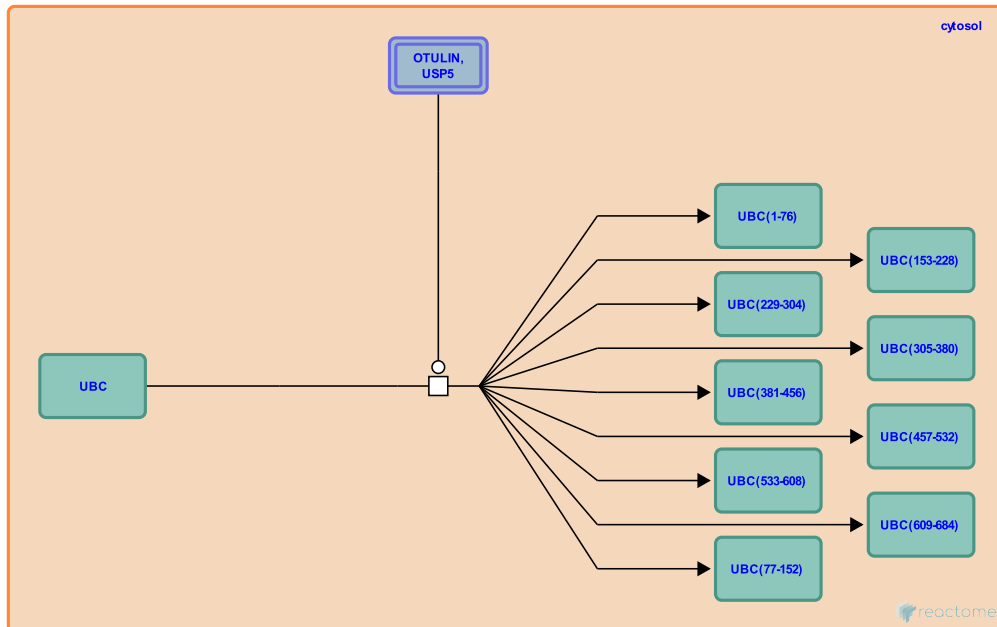 cytosol
OTULIN,
USP5
UBC
UBC(1-76)
UBC(153-228)
UBC(229-304)
UBC(305-380)
UBC(381-456)
UBC(457-532)
UBC(533-608)
UBC(609-684)
UBC(77-152)
reactome